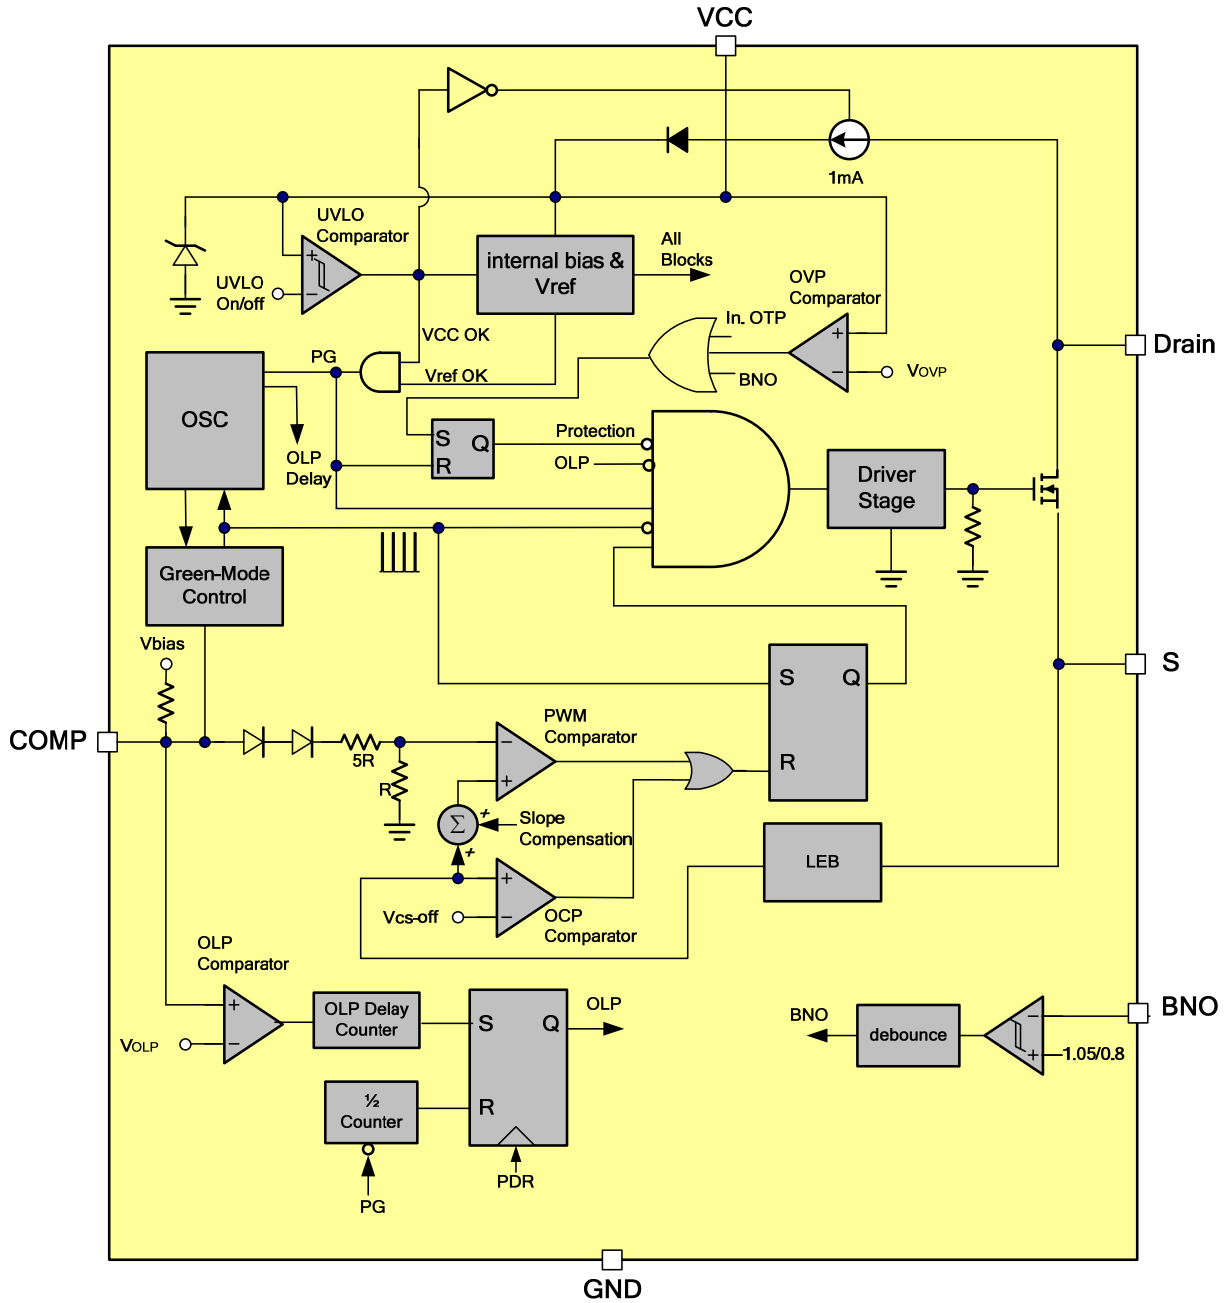 VCC
1mA
UVLO
Comparator
UVLO
On/off
internal bias &
Vref
All
Blocks
OVP
Comparator
In. OTP
BNO
VOVP
VCC OK
PG
Vref OK
Drain
OSC
OLP
Delay
S
Q
R
Protection
OLP
Driver
Stage
Green-Mode
Control
Vbias
COMP
5R
R
PWM
Comparator
−
+
Σ
+
+
Slope
Compensation
S
Q
R
S
LEB
Vcs-off
+
−
OCP
Comparator
OLP
Comparator
+
−
VOLP
OLP Delay
Counter
S
Q
R
OLP
½
Counter
PG
PDR
BNO
debounce
−
+
1.05/0.8
BNO
GND